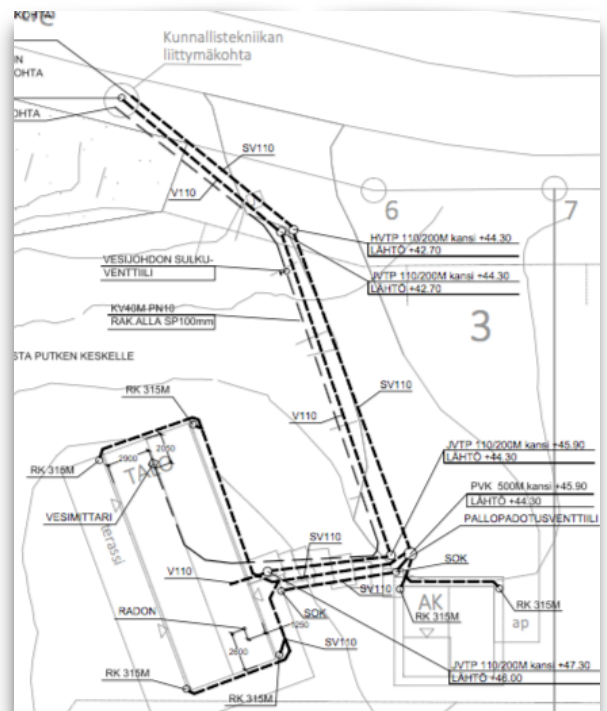 KOHTA)
Kunnallistekniikan
liittymäkohta
IN
OHTA
OHTA
SV110
V110
6
7
HVTP 110/200M kansi +44.30
LÄHTÖ +42.70
VESIJOHDON SULKU-
VENTTIILI
JVTP 110/200M kansi +44.30
LÄHTÖ +42.70
KV40M PN10
RAK.ALLA SP100mm
3
STA PUTKEN KESKELLE
RK 315M
SV110
V110
2050
2900
JVTP 110/200M kansi +45.90
LÄHTÖ +44.30
RK 315M
TALO
PVK 500M kansi +45.90
LÄHTÖ +44.30
VESIMITTARI
PALLOPADOTUSVENTTIILI
terassi
SV110
V110
SV110
SOK
RADON
SOK
AK
RK 315M
RK 315M
ap
1250
SV110
2600
RK 315M
RK 315M
JVTP 110/200M kansi +47.30
LÄHTÖ +46.00